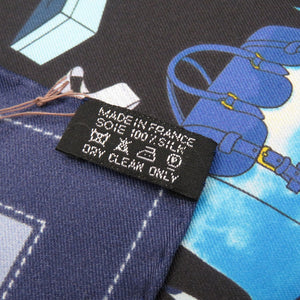 MADE IN FRANCE
SOIE 100% SILK
DRY CLEAN ONLY